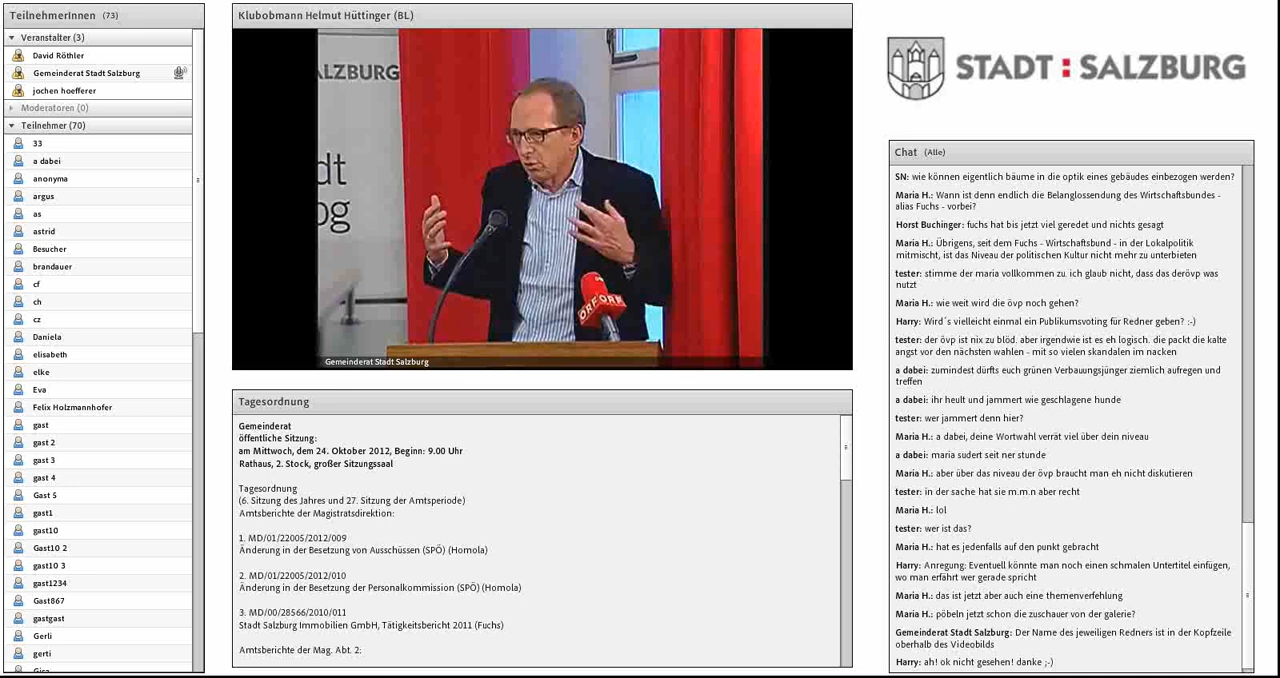 TeilnehmerInnen (73)
Veranstalter (3)
David Röthler
Gemeinderat Stadt Salzburg
jochen hoefferer
Moderatoren (0)
Teilnehmer (70)
33
a dabei
anonyma
argus
as
astrid
Besucher
brandauer
cf
ch
cz
Daniela
elisabeth
elke
Eva
Felix Holzmannhofer
gast
gast 2
gast 3
gast 4
Gast 5
gast1
gast10
Gast10 2
gast10 3
gast1234
Gast867
gastgast
Gerli
gerti
Gisa
Klubobmann Helmut Hüttinger (BL)
ALZBURG
dt
og
ORF ORF
Gemeinderat Stadt Salzburg
Tagesordnung
Gemeinderat
öffentliche Sitzung:
am Mittwoch, dem 24. Oktober 2012, Beginn: 9.00 Uhr
Rathaus, 2. Stock, großer Sitzungssaal
Tagesordnung
(6. Sitzung des Jahres und 27. Sitzung der Amtsperiode)
Amtsberichte der Magistratsdirektion:
1. MD/01/22005/2012/009
Änderung in der Besetzung von Ausschüssen (SPÖ) (Homola)
2. MD/01/22005/2012/010
Änderung in der Besetzung der Personalkommission (SPÖ) (Homola)
3. MD/00/28566/2010/011
Stadt Salzburg Immobilien GmbH, Tätigkeitsbericht 2011 (Fuchs)
Amtsberichte der Mag. Abt. 2:
STADT : SALZBURG
Chat (Alle)
SN: wie können eigentlich bäume in die optik eines gebäudes einbezogen werden?
Maria H.: Wann ist denn endlich die Belanglossendung des Wirtschaftsbundes -
alias Fuchs - vorbei?
Horst Buchinger: fuchs hat bis jetzt viel geredet und nichts gesagt
Maria H.: Übrigens, seit dem Fuchs - Wirtschaftsbund - in der Lokalpolitik
mitmischt, ist das Niveau der politischen Kultur nicht mehr zu unterbieten
tester: stimme der maria vollkommen zu. ich glaub nicht, dass das derövp was
nutzt
Maria H.: wie weit wird die övp noch gehen?
Harry: Wird´s vielleicht einmal ein Publikumsvoting für Redner geben? :-)
tester: der övp ist nix zu blöd. aber irgendwie ist es eh logisch. die packt die kalte
angst vor den nächsten wahlen - mit so vielen skandalen im nacken
a dabei: zumindest dürfts euch grünen Verbauungsjünger ziemlich aufregen und
treffen
a dabei: ihr heult und jammert wie geschlagene hunde
tester: wer jammert denn hier?
Maria H.: a dabei, deine Wortwahl verrät viel über dein niveau
a dabei: maria sudert seit ner stunde
Maria H.: aber über das niveau der övp braucht man eh nicht diskutieren
tester: in der sache hat sie m.m.n aber recht
Maria H.: lol
tester: wer ist das?
Maria H.: hat es jedenfalls auf den punkt gebracht
Harry: Anregung: Eventuell könnte man noch einen schmalen Untertitel einfügen,
wo man erfährt wer gerade spricht
Maria H.: das ist jetzt aber auch eine themenverfehlung
Maria H.: pöbeln jetzt schon die zuschauer von der galerie?
Gemeinderat Stadt Salzburg: Der Name des jeweiligen Redners ist in der Kopfzeile
oberhalb des Videobilds
Harry: ah! ok nicht gesehen! danke ;-)